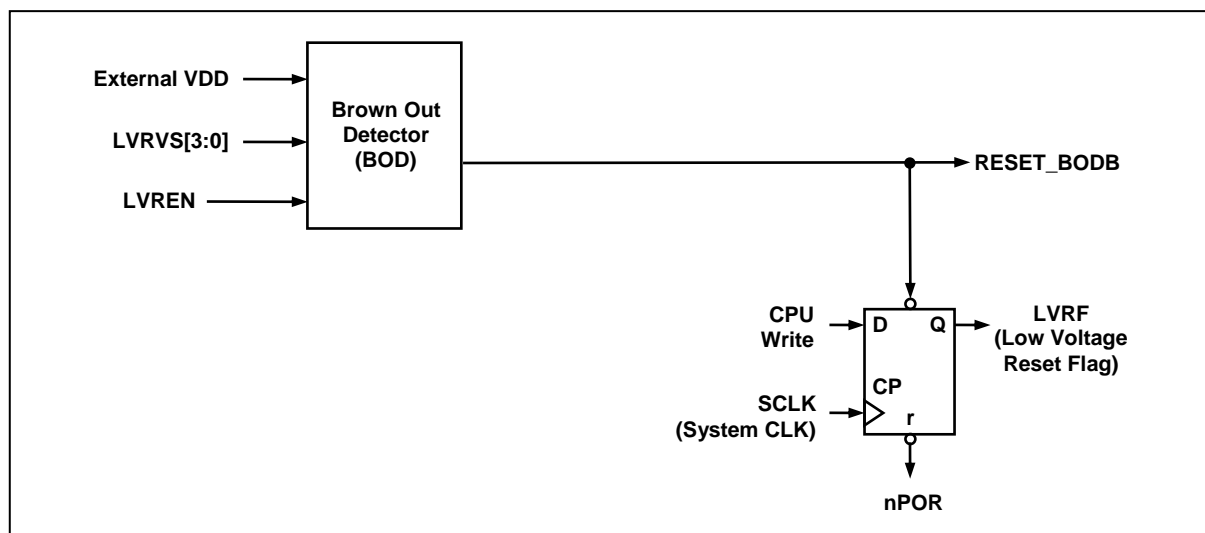 External VDD
LVRVS[3:0]
LVREN
Brown Out
Detector
(BOD)
RESET_BODB
CPU
Write
D
Q
LVRF
(Low Voltage
Reset Flag)
CP
SCLK
(System CLK)
r
nPOR